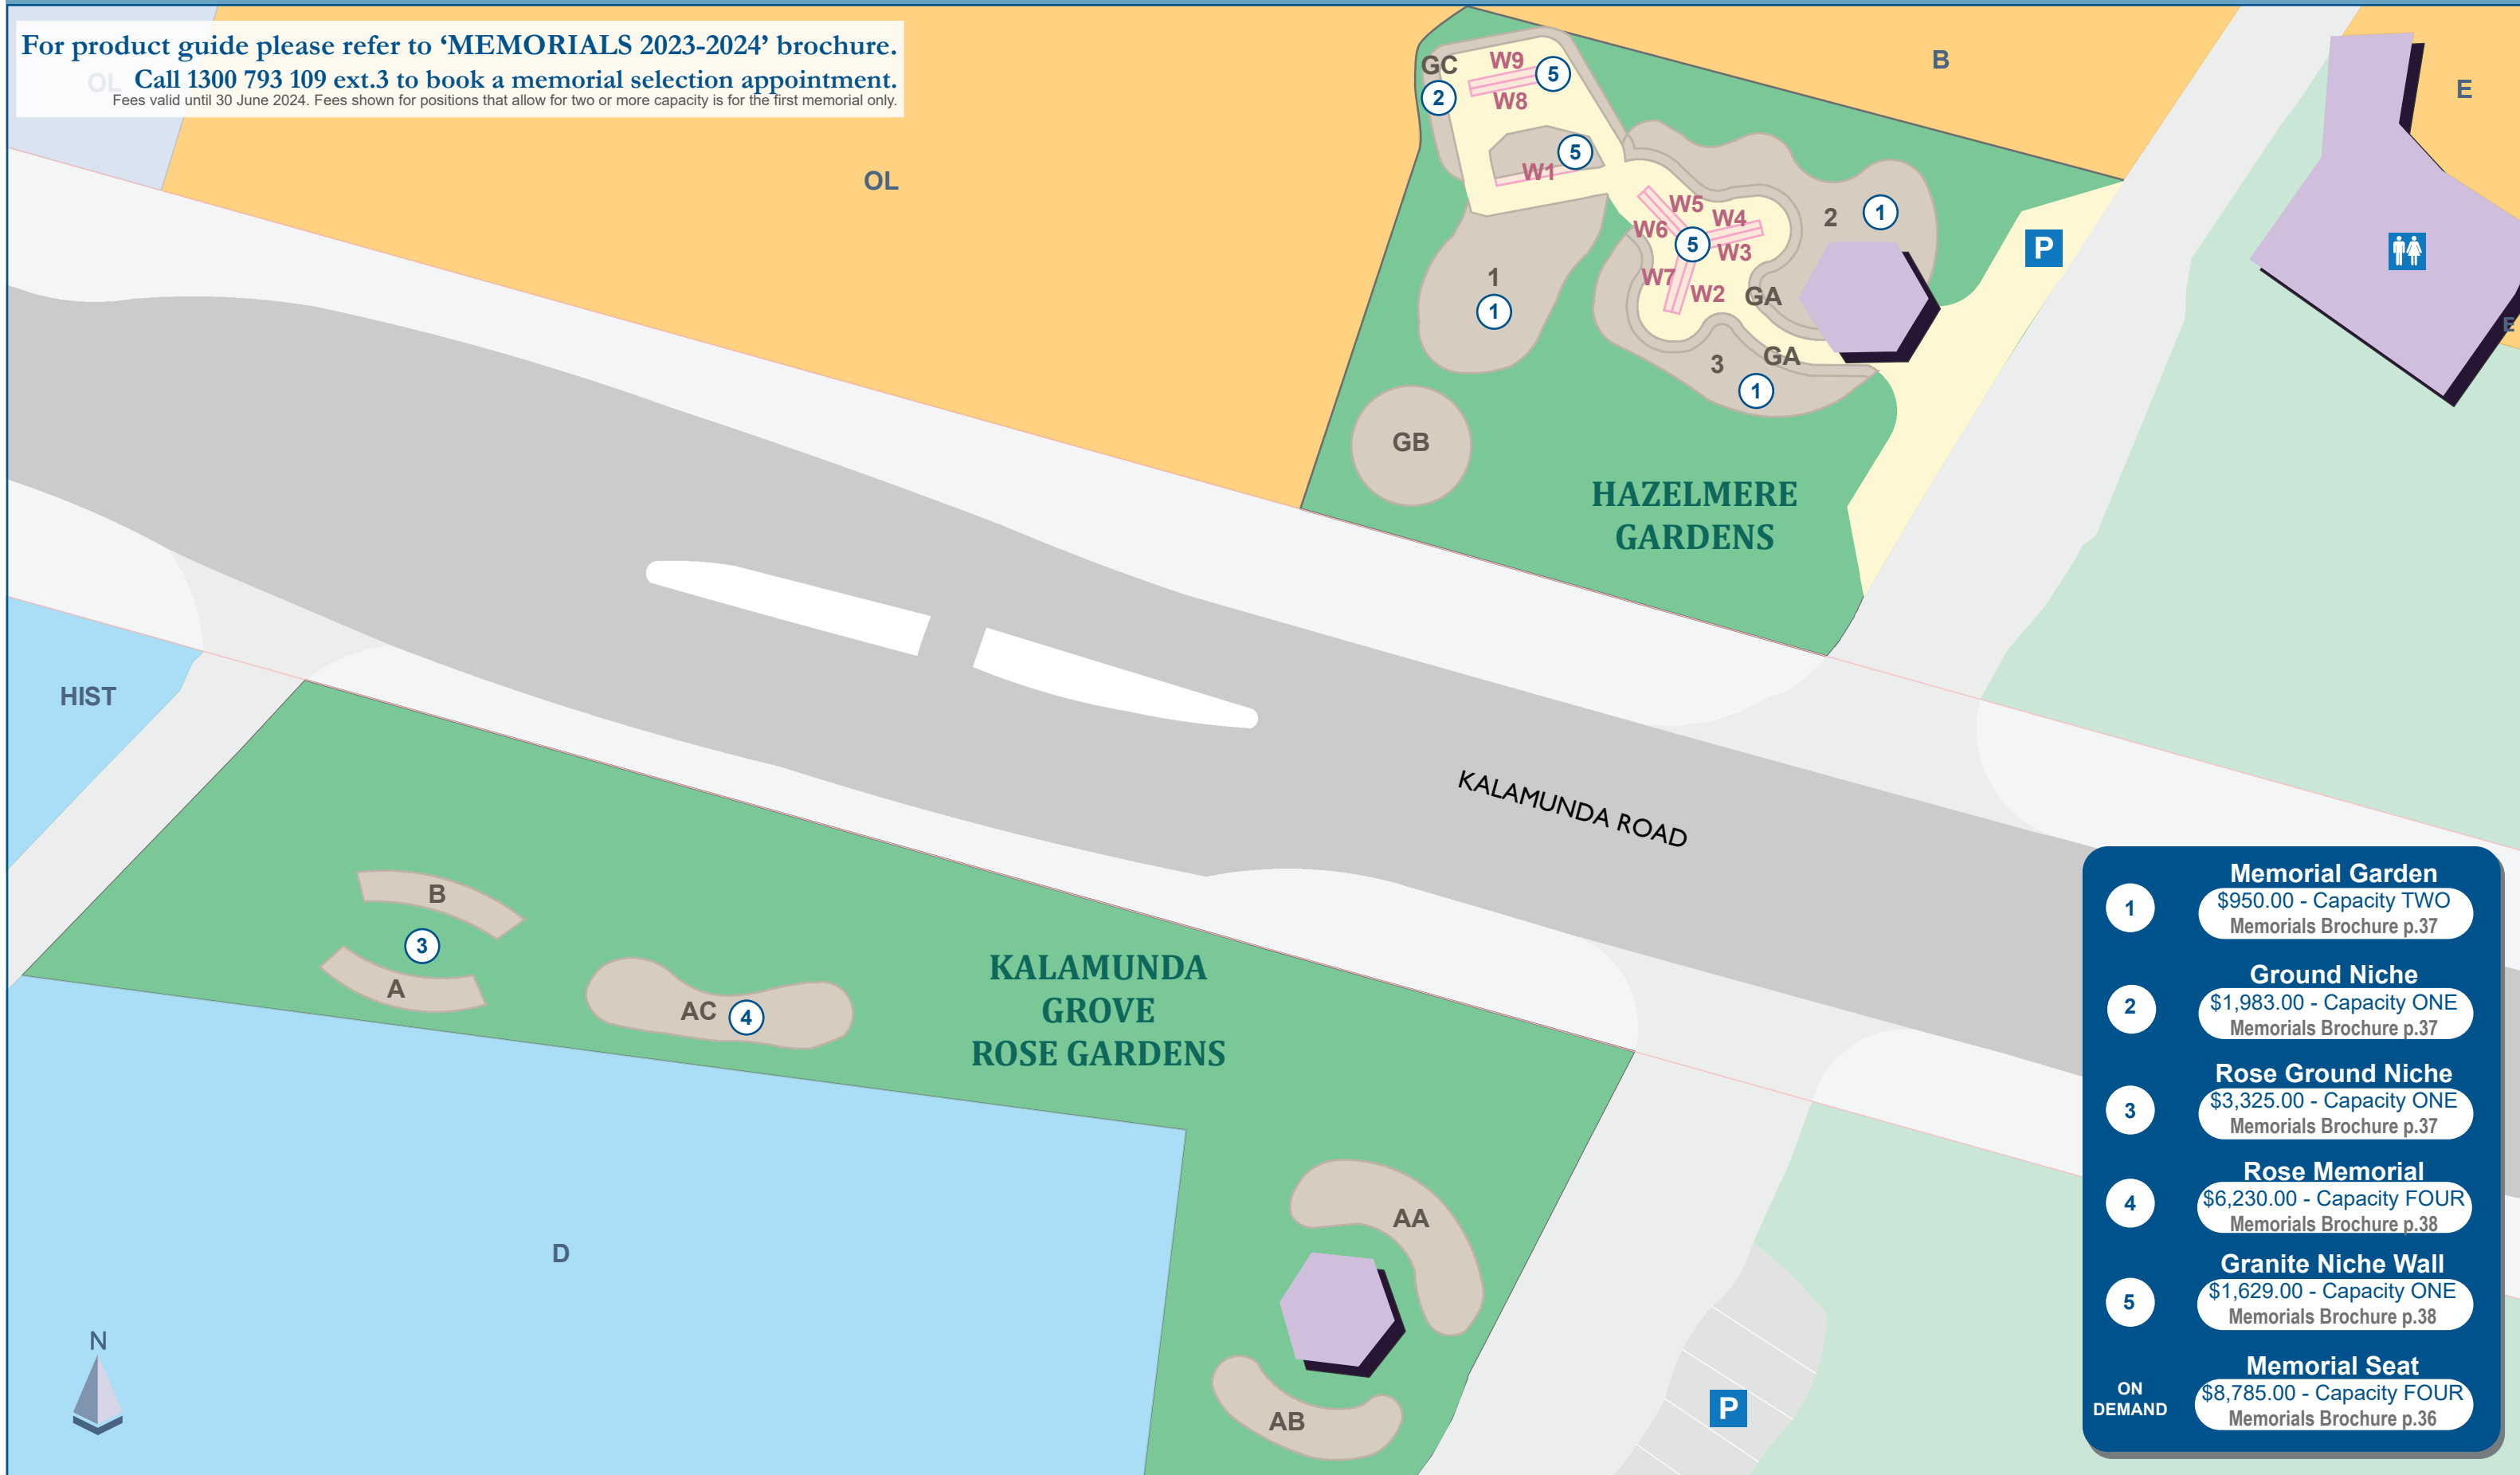 For product guide please refer to ‘MEMORIALS 2023-2024’ brochure.
OL
Call 1300 793 109 ext.3 to book a memorial selection appointment.
Fees valid until 30 June 2024. Fees shown for positions that allow for two or more capacity is for the first memorial only.
OL
B
E
E
GC
2
W9
5
W8
5
W1
W5
W4
W6
5
W3
W7
W2
GA
2
1
1
1
GA
3
1
P
GB
HAZELMERE
GARDENS
HIST
KALAMUNDA ROAD
B
3
A
AC
4
KALAMUNDA
GROVE
ROSE GARDENS
D
AA
AB
P
N
1
Memorial Garden
$950.00 - Capacity TWO
Memorials Brochure p.37
2
Ground Niche
$1,983.00 - Capacity ONE
Memorials Brochure p.37
3
Rose Ground Niche
$3,325.00 - Capacity ONE
Memorials Brochure p.37
4
Rose Memorial
$6,230.00 - Capacity FOUR
Memorials Brochure p.38
5
Granite Niche Wall
$1,629.00 - Capacity ONE
Memorials Brochure p.38
ON
DEMAND
Memorial Seat
$8,785.00 - Capacity FOUR
Memorials Brochure p.36